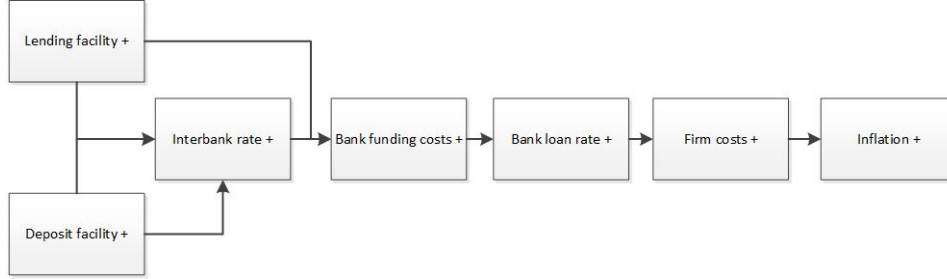 Lending facility +
Interbank rate +
Bank funding costs +
Bank loan rate +
Firm costs +
Inflation +
Deposit facility +